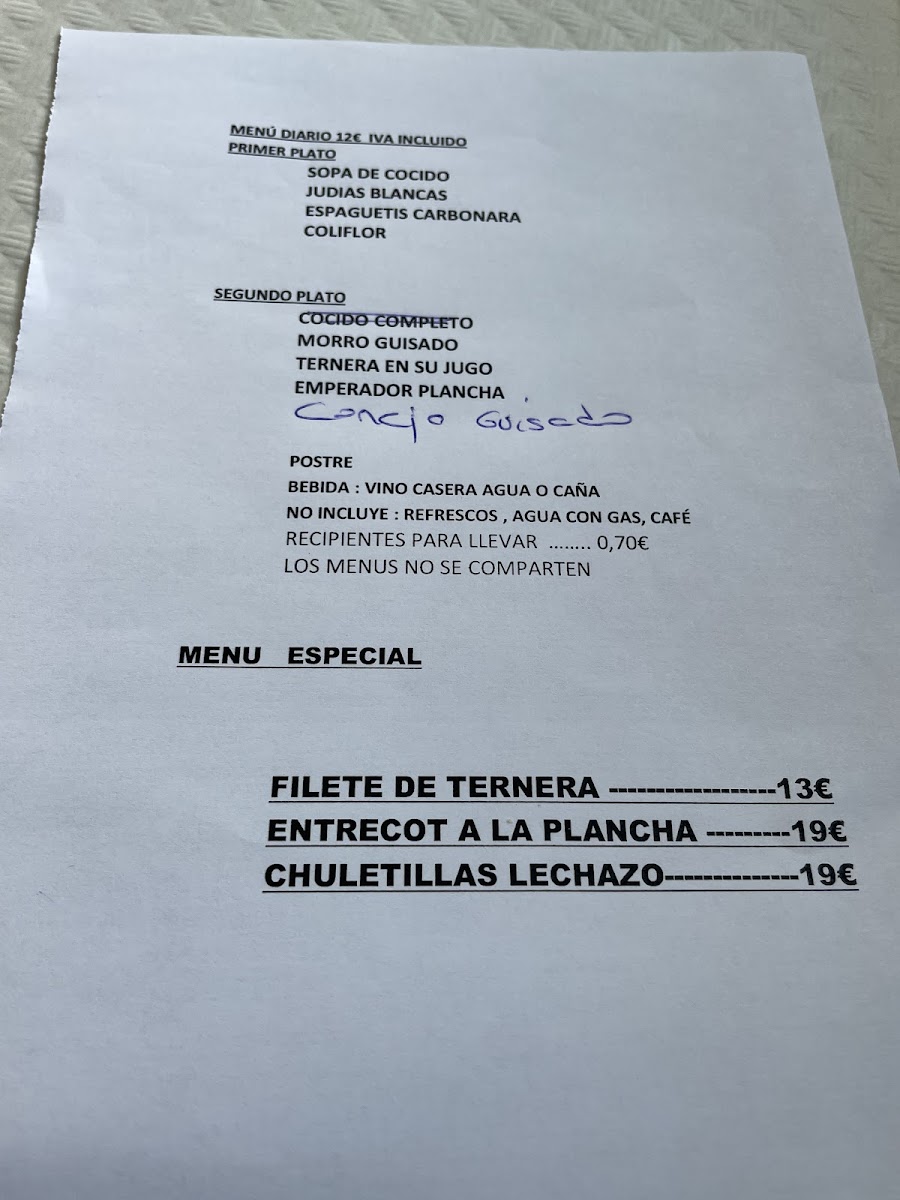 MENÚ DIARIO 12€ IVA INCLUIDO
PRIMER PLATO
SOPA DE COCIDO
JUDIAS BLANCAS
ESPAGUETIS CARBONARA
COLIFLOR
SEGUNDO PLATO
COCIDO COMPLETO
MORRO GUISADO
TERNERA EN SU JUGO
EMPERADOR PLANCHA
Conejo Guisado
POSTRE
BEBIDA : VINO CASERA AGUA O CAÑA
NO INCLUYE : REFRESCOS , AGUA CON GAS, CAFÉ
RECIPIENTES PARA LLEVAR ........ 0,70€
LOS MENUS NO SE COMPARTEN
MENU ESPECIAL
FILETE DE TERNERA ------------------13€
ENTRECOT A LA PLANCHA ---------19€
CHULETILLAS LECHAZO--------------19€